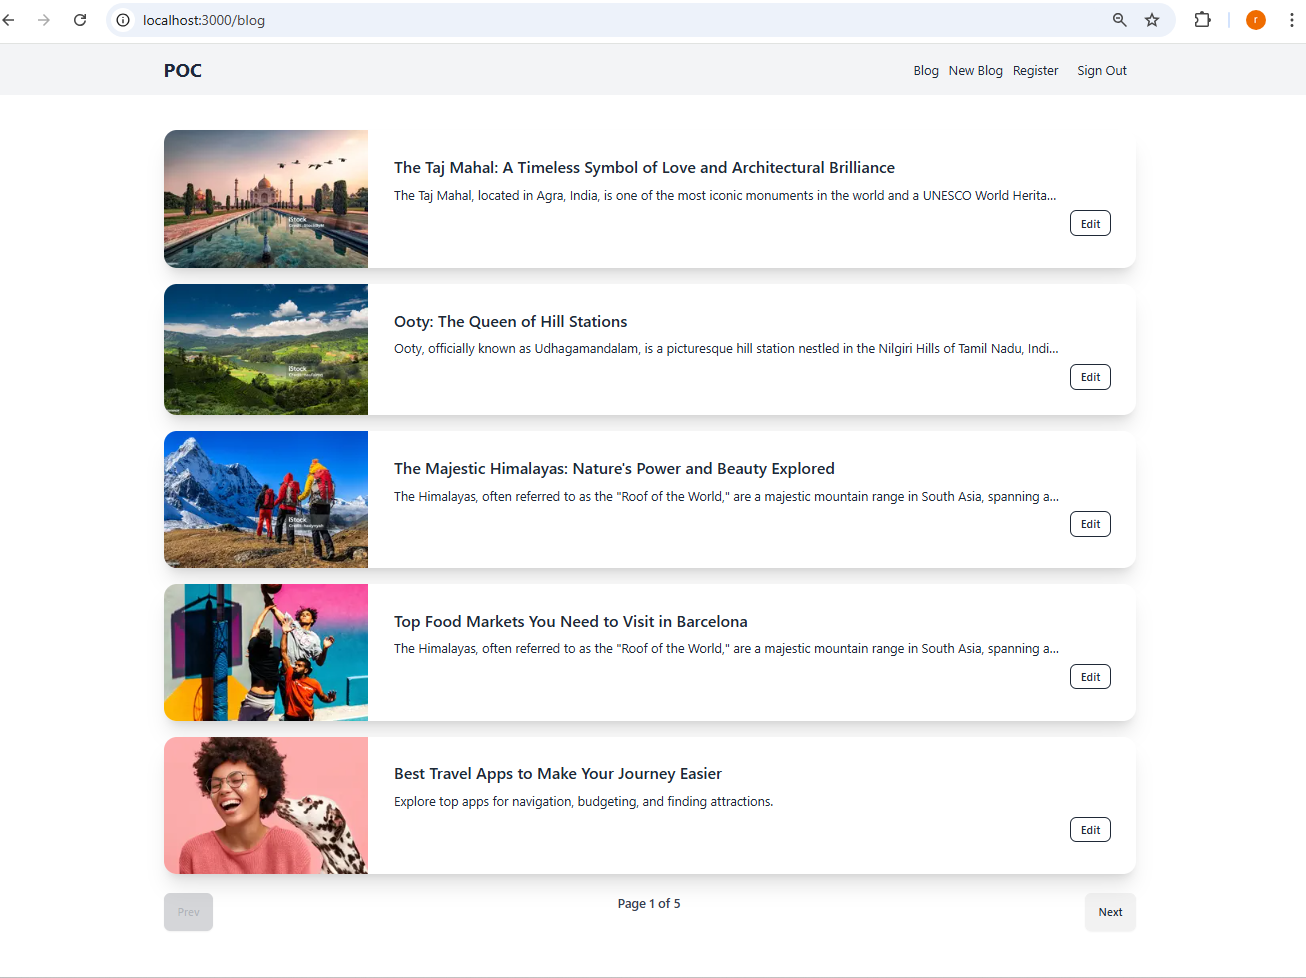 localhost:3000/blog
r
POC
Blog New Blog Register Sign Out
The Taj Mahal: A Timeless Symbol of Love and Architectural Brilliance
The Taj Mahal, located in Agra, India, is one of the most iconic monuments in the world and a UNESCO World Herita...
iStock
Edit
Ooty: The Queen of Hill Stations
Ooty, officially known as Udhagamandalam, is a picturesque hill station nestled in the Nilgiri Hills of Tamil Nadu, Indi...
iStock
Edit
The Majestic Himalayas: Nature's Power and Beauty Explored
The Himalayas, often referred to as the "Roof of the World," are a majestic mountain range in South Asia, spanning a...
iStock
Edit
Top Food Markets You Need to Visit in Barcelona
The Himalayas, often referred to as the "Roof of the World," are a majestic mountain range in South Asia, spanning a...
Edit
Best Travel Apps to Make Your Journey Easier
Explore top apps for navigation, budgeting, and finding attractions.
Edit
Prev
Page 1 of 5
Next